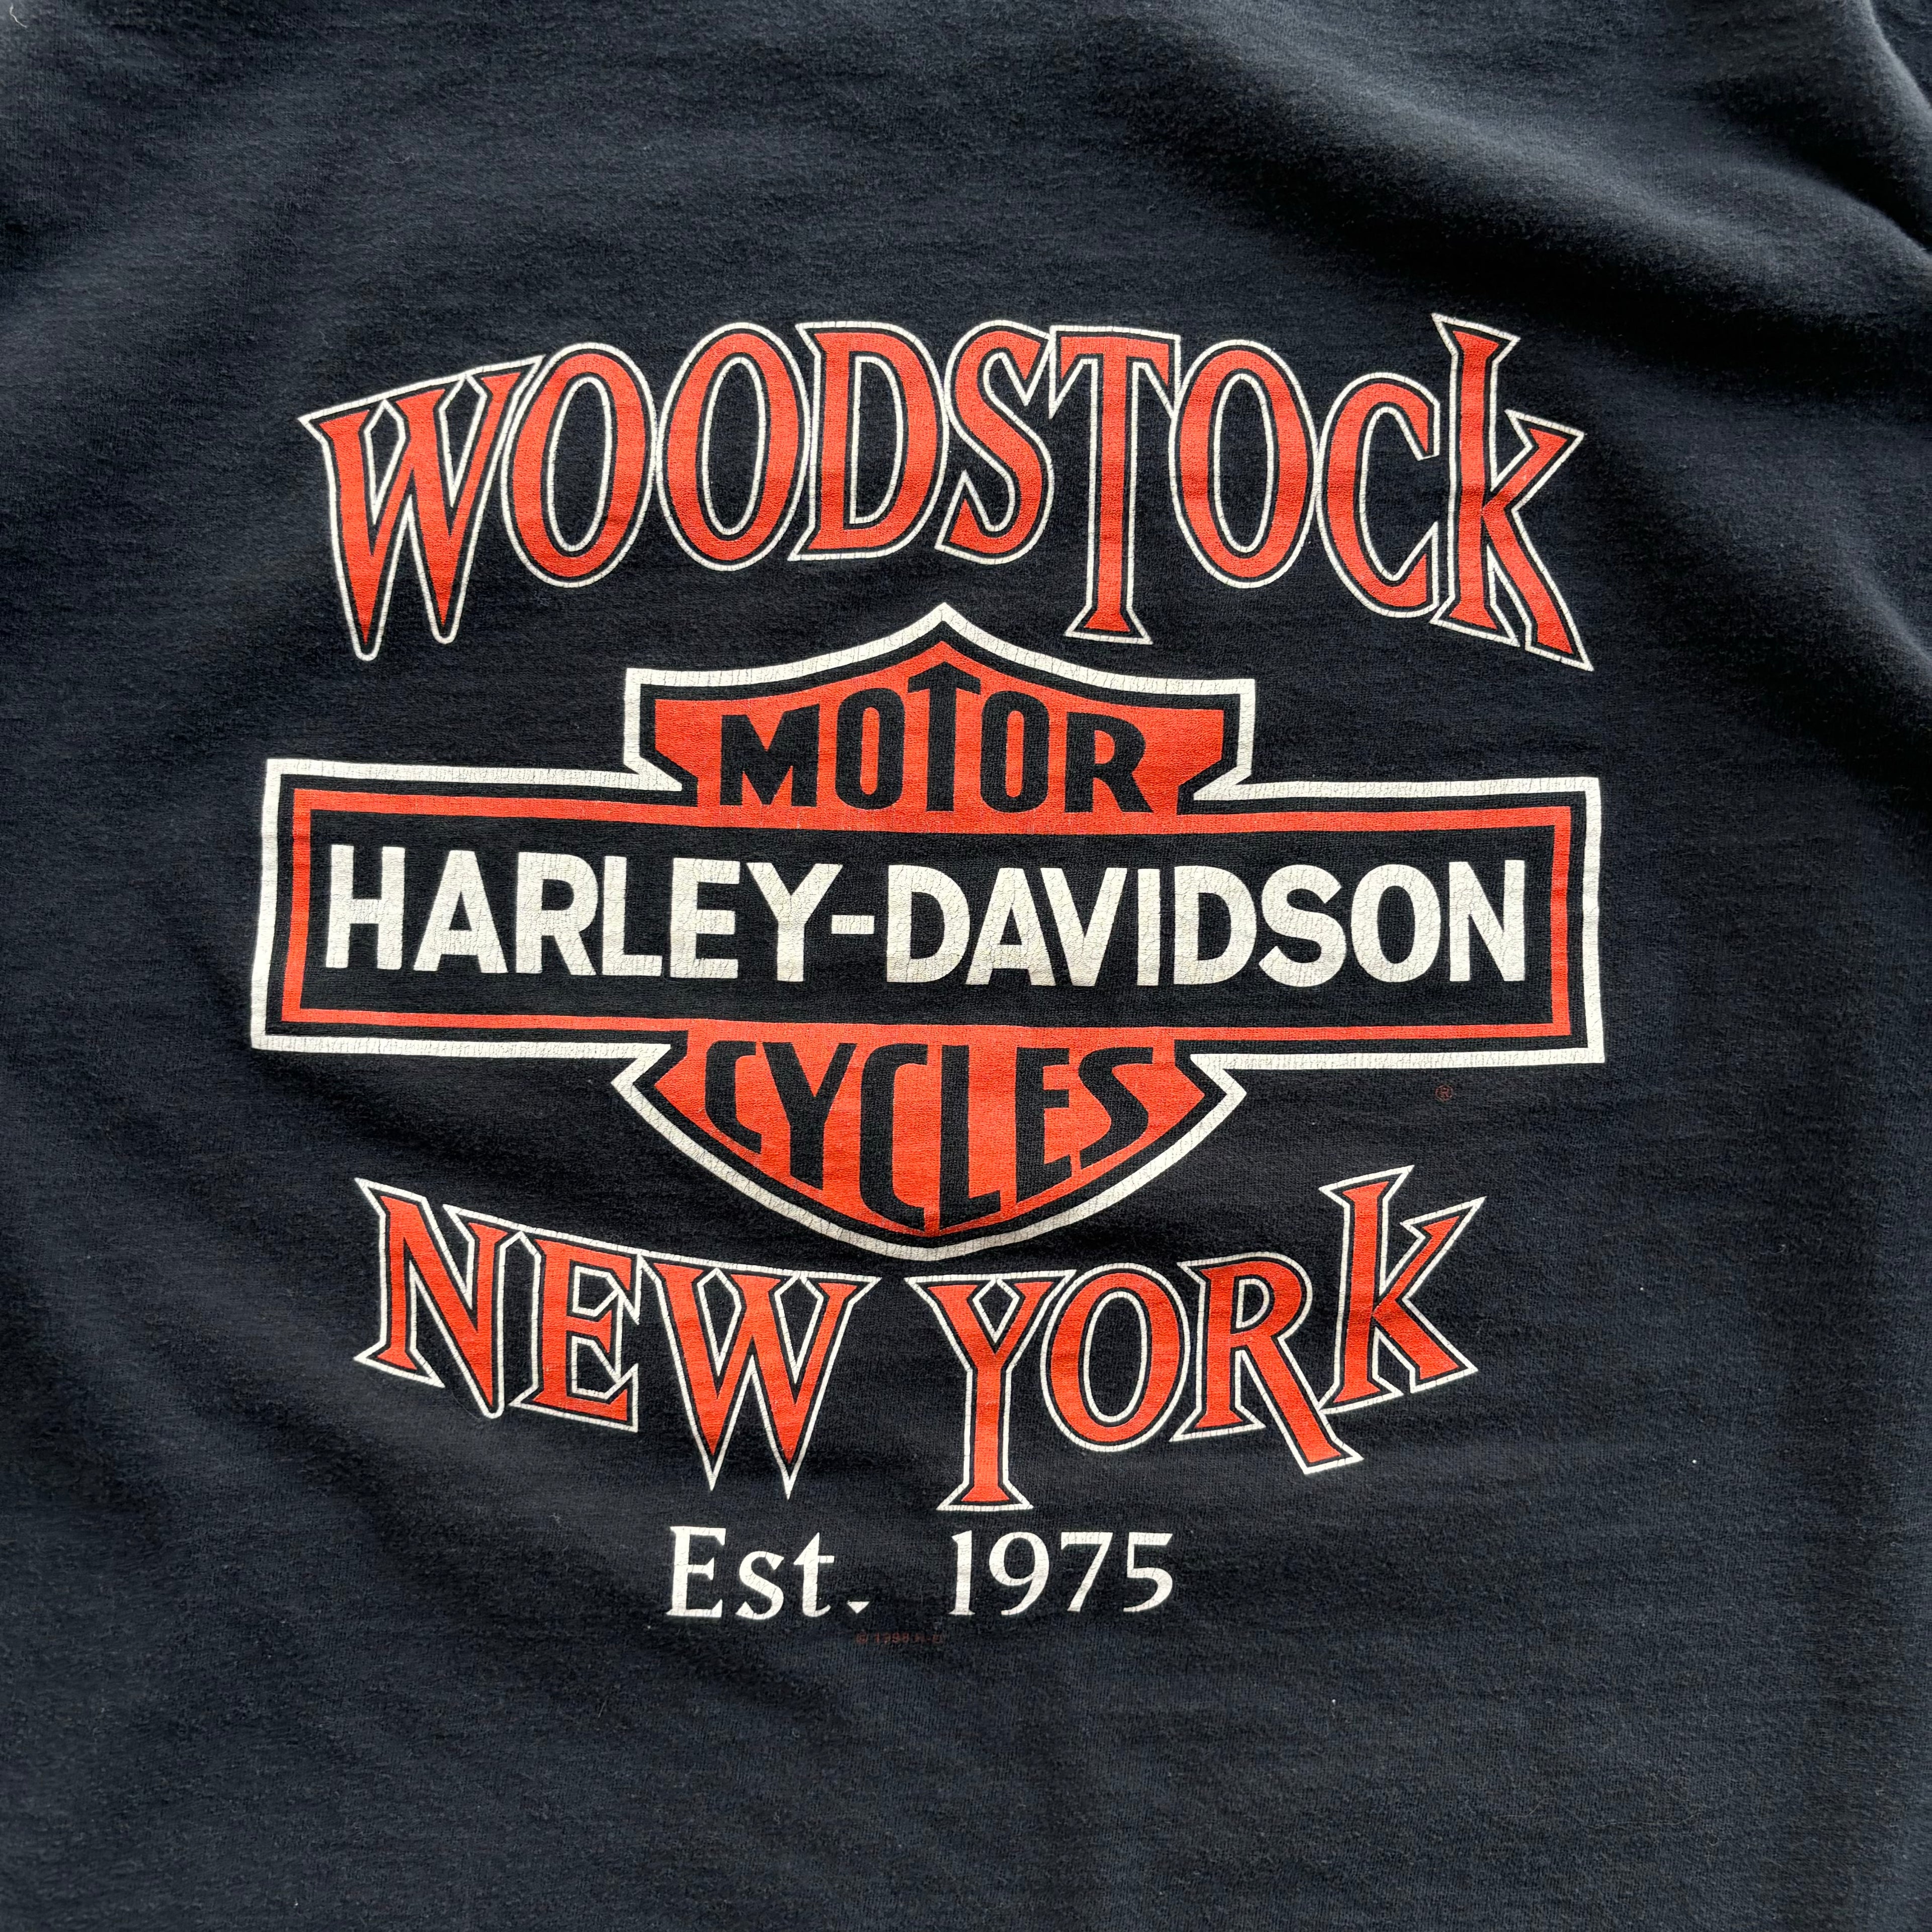 WOODSTOCK
MOTOR
HARLEY-DAVIDSON
CYCLES
®
NEW YORK
Est. 1975